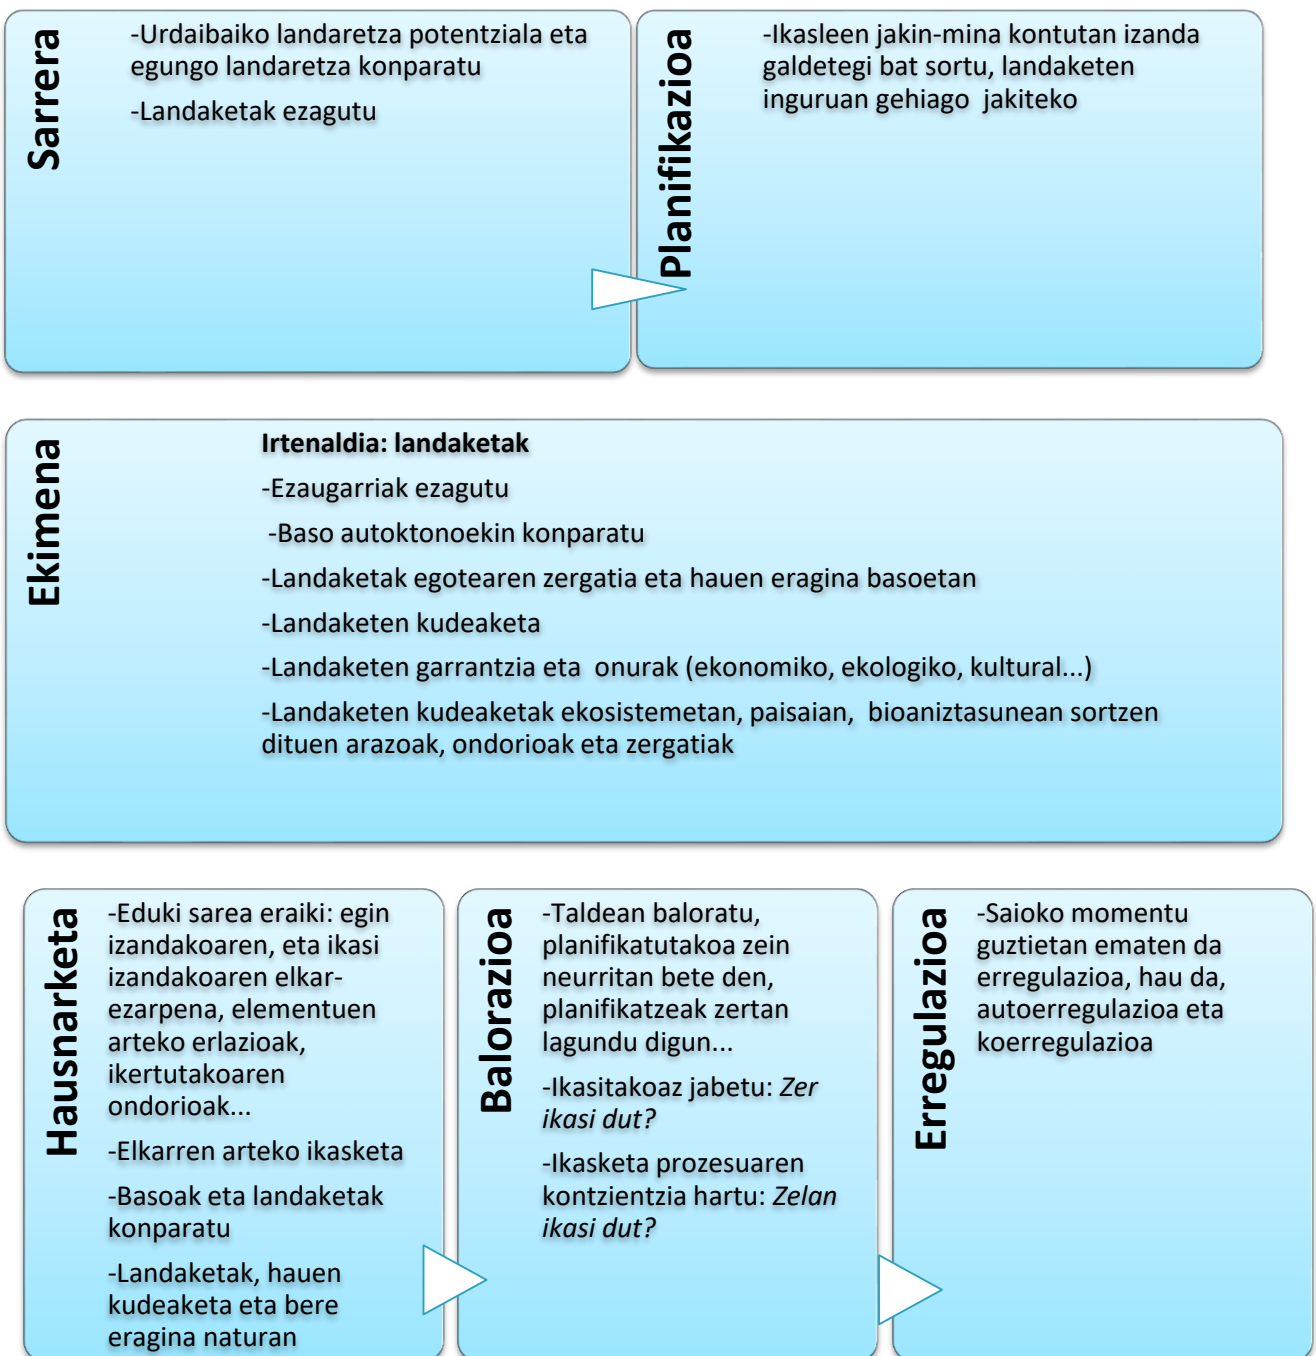 Sarrera
-Urdaibaiko landaretza potentziala eta
egungo landaretza konparatu
-Landaketak ezagutu
Planifikazioa
-Ikasleen jakin-mina kontutan izanda
galdetegi bat sortu, landaketen
inguruan gehiago jakiteko
Ekimena
Irtenaldia: landaketak
-Ezaugarriak ezagutu
-Baso autoktonoekin konparatu
-Landaketak egotearen zergatia eta hauen eragina basoetan
-Landaketen kudeaketa
-Landaketen garrantzia eta onurak (ekonomiko, ekologiko, kultural...)
-Landaketen kudeaketak ekosistemetan, paisaian, bioaniztasunean sortzen
dituen arazoak, ondorioak eta zergatiak
Hausnarketa
-Eduki sarea eraiki: egin
izandakoaren, eta ikasi
izandakoaren elkar-
ezarpena, elementuen
arteko erlazioak,
ikertutakoaren
ondorioak...
-Elkarren arteko ikasketa
-Basoak eta landaketak
konparatu
-Landaketak, hauen
kudeaketa eta bere
eragina naturan
Balorazioa
-Taldean baloratu,
planifikatutakoa zein
neurritan bete den,
planifikatzeak zertan
lagundu digun...
-Ikasitakoaz jabetu: Zer
ikasi dut?
-Ikasketa prozesuaren
kontzientzia hartu: Zelan
ikasi dut?
Erregulazioa
-Saioko momentu
guztietan ematen da
erregulazioa, hau da,
autoerregulazioa eta
koerregulazioa